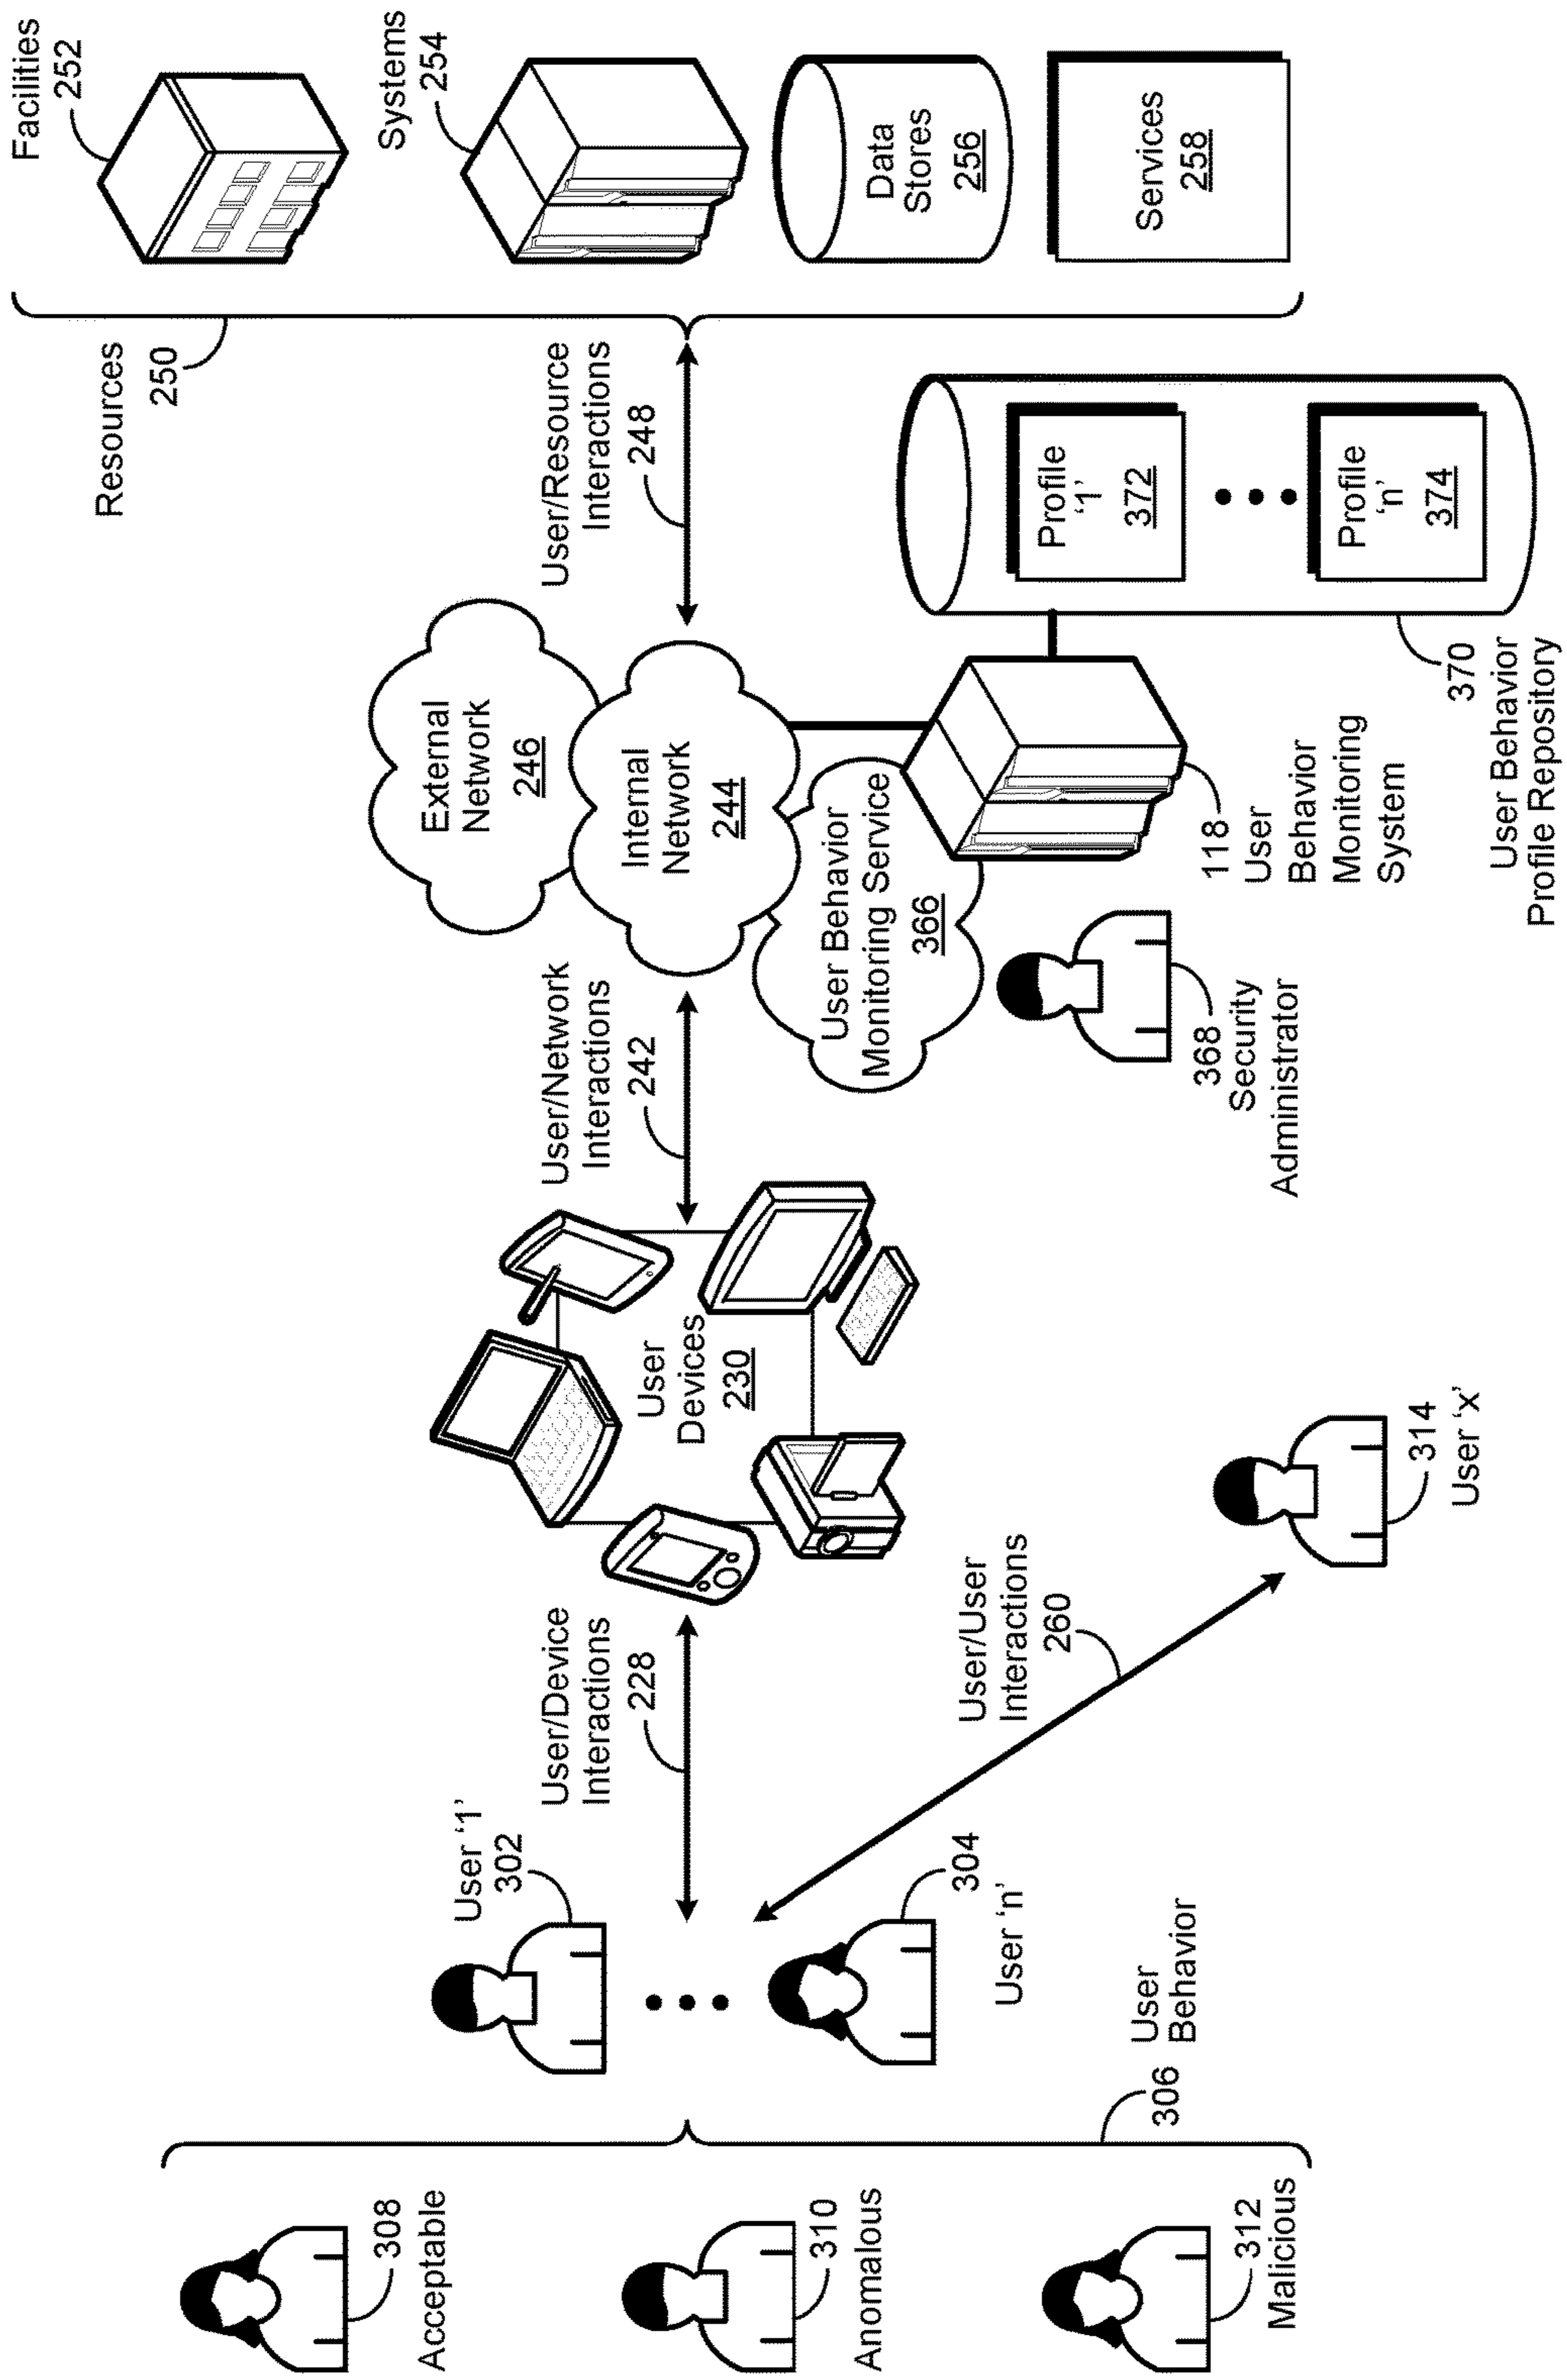 Facilities
252
Systems
254
Data
Stores
256
Services
258
Resources
250
User/Resource
Interactions
248
External
Network
246
Internal
Network
244
User Behavior
Monitoring Service
366
118
User
Behavior
Monitoring
System
Profile
‘1’
372
Profile
‘n’
374
370
User Behavior
Profile Repository
368
Security
Administrator
User/Network
Interactions
242
User
Devices
230
User/Device
Interactions
228
User/User
Interactions
260
314
User ‘x’
User ‘1’
302
304
User ‘n’
User
Behavior
306
308
Acceptable
310
Anomalous
312
Malicious